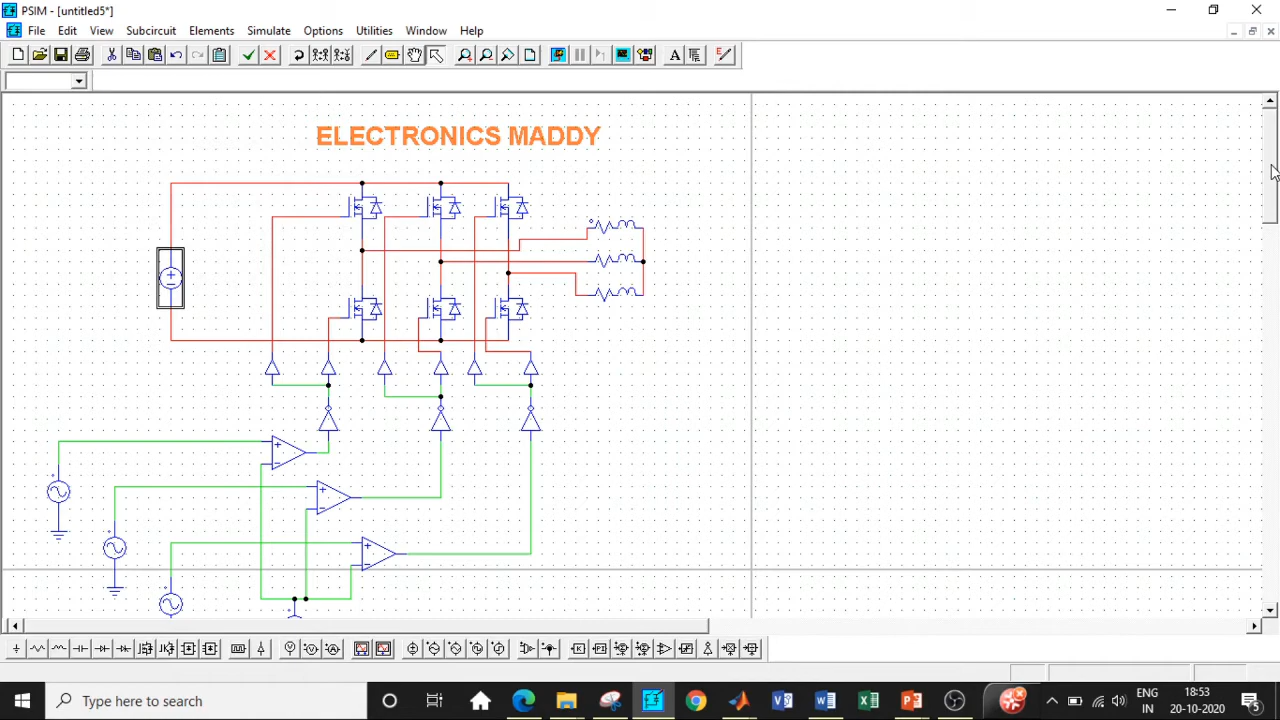 PSIM - [untitled5*]
File Edit View Subcircuit Elements Simulate Options Utilities Window Help
ELECTRONICS MADDY
Type here to search
ENG
IN
18:53
20-10-2020
5